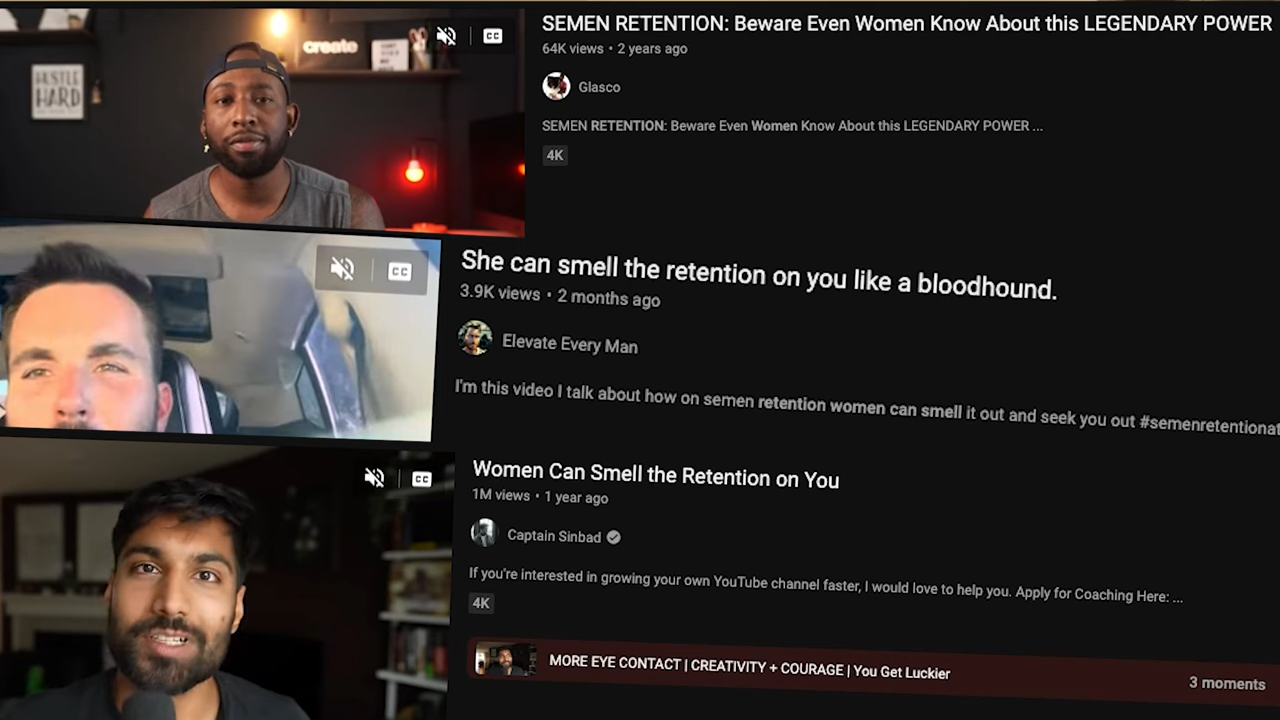 HUSTLE
HARD
create
CC
SEMEN RETENTION: Beware Even Women Know About this LEGENDARY POWER
64K views • 2 years ago
Glasco
SEMEN RETENTION: Beware Even Women Know About this LEGENDARY POWER ...
4K
CC
She can smell the retention on you like a bloodhound.
3.9K views • 2 months ago
Elevate Every Man
I'm this video I talk about how on semen retention women can smell it out and seek you out #semenretentionat
CC
Women Can Smell the Retention on You
1M views • 1 year ago
Captain Sinbad
If you're interested in growing your own YouTube channel faster, I would love to help you. Apply for Coaching Here: ...
4K
MORE EYE CONTACT | CREATIVITY + COURAGE | You Get Luckier
3 moments